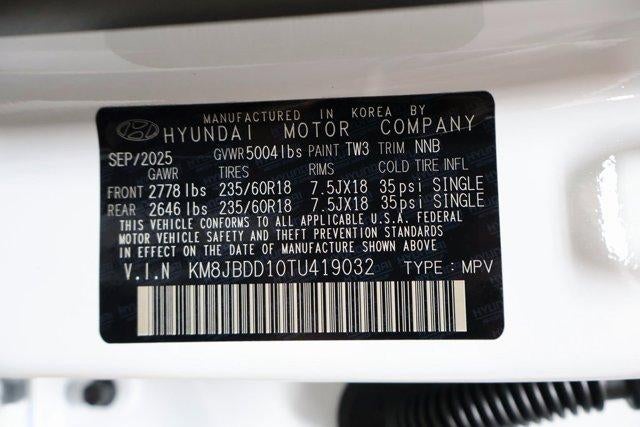 MANUFACTURED IN KOREA BY
HYUNDAI MOTOR COMPANY
SEP/2025 GVWR 5004lbs PAINT TW3 TRIM NNB
GAWR TIRES RIMS COLD TIRE INFL
FRONT 2778 lbs 235/60R18 7.5JX18 35psi SINGLE
REAR 2646 lbs 235/60R18 7.5JX18 35psi SINGLE
THIS VEHICLE CONFORMS TO ALL APPLICABLE U.S.A. FEDERAL
MOTOR VEHICLE SAFETY AND THEFT PREVENTION STANDARDS
IN EFFECT ON THE DATE OF MANUFACTURE SHOWN ABOVE.
V.I.N KM8JBDD10TU419032 TYPE : MPV